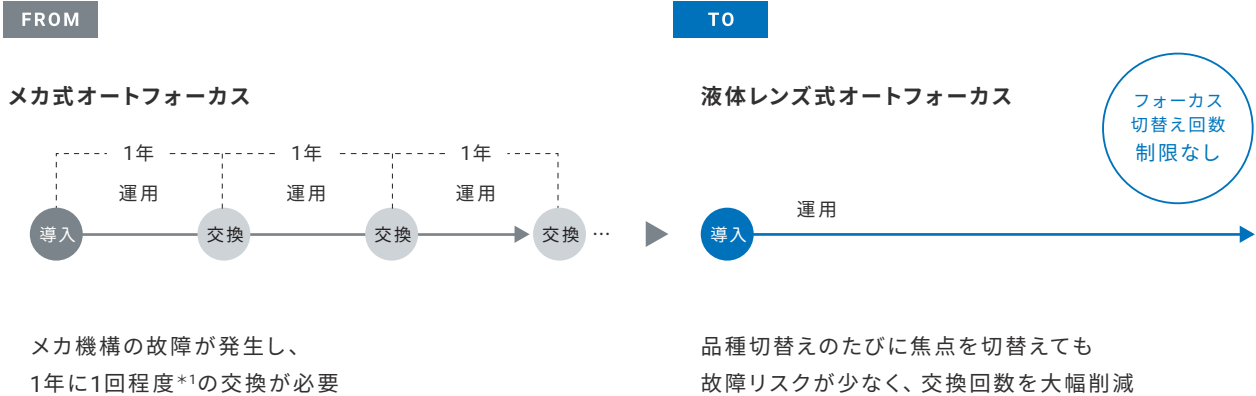 FROM
メカ式オートフォーカス
1年 1年 1年
運用 運用 運用
導入 交換 交換 交換 …
メカ機構の故障が発生し、
1年に1回程度*1の交換が必要
TO
液体レンズ式オートフォーカス
フォーカス
切替え回数
制限なし
運用
導入
品種切替えのたびに焦点を切替えても
故障リスクが少なく、交換回数を大幅削減